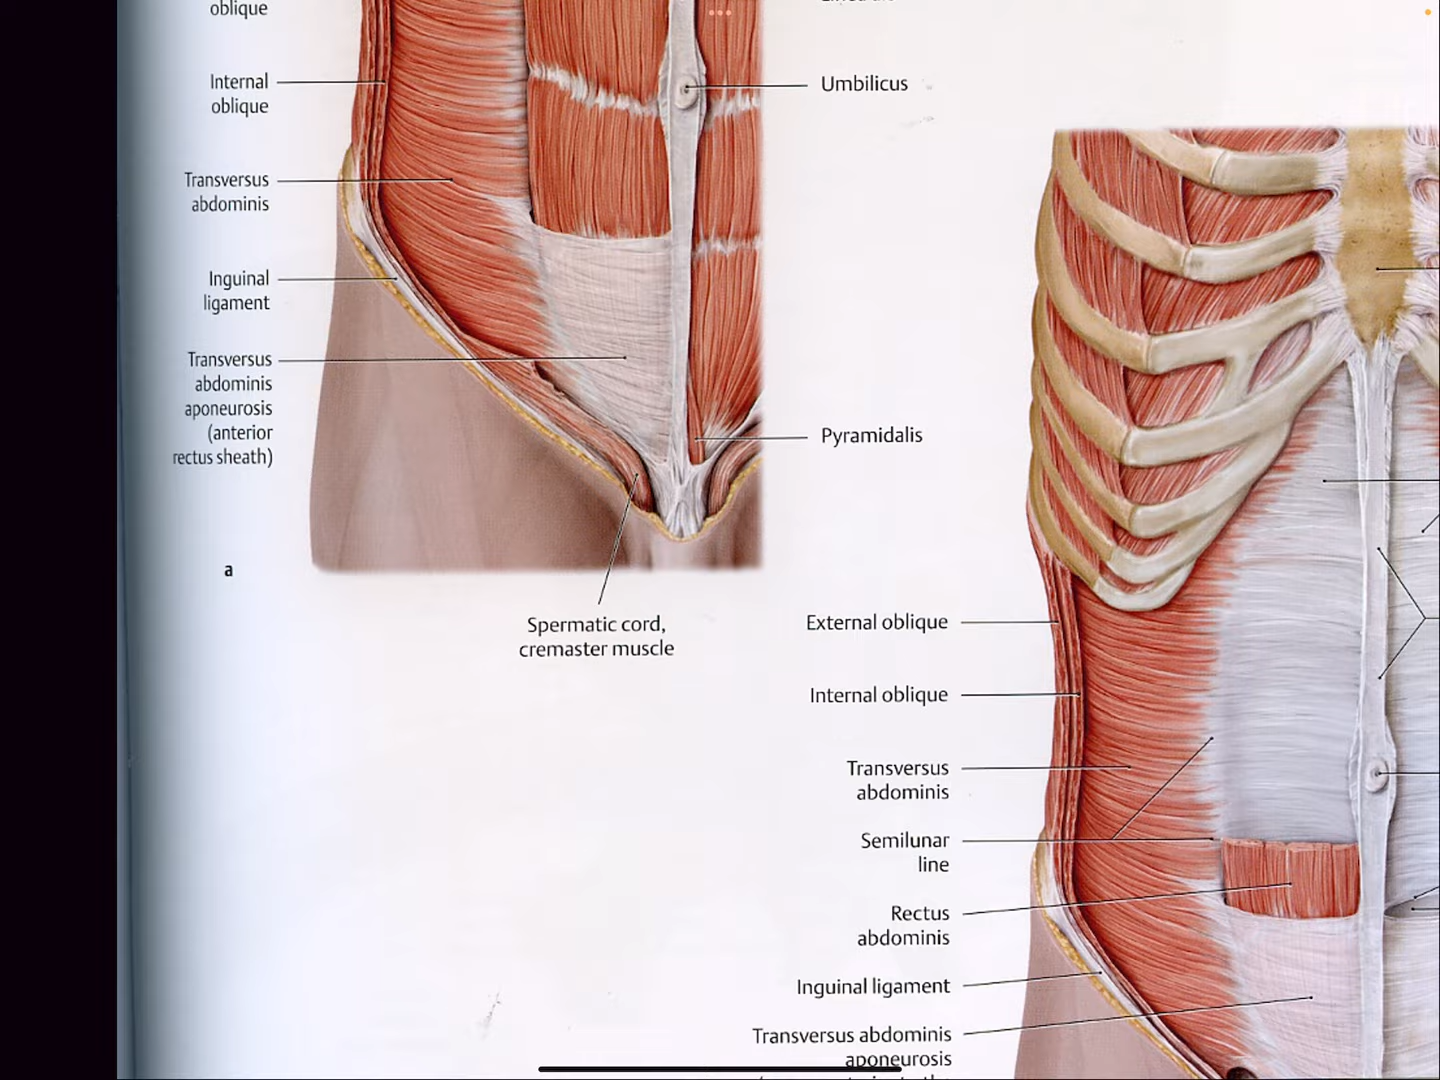 oblique
Internal
oblique
Transversus
abdominis
Inguinal
ligament
Transversus
abdominis
aponeurosis
(anterior
rectus sheath)
a
Umbilicus
Pyramidalis
Spermatic cord,
cremaster muscle
External oblique
Internal oblique
Transversus
abdominis
Semilunar
line
Rectus
abdominis
Inguinal ligament
Transversus abdominis
aponeurosis